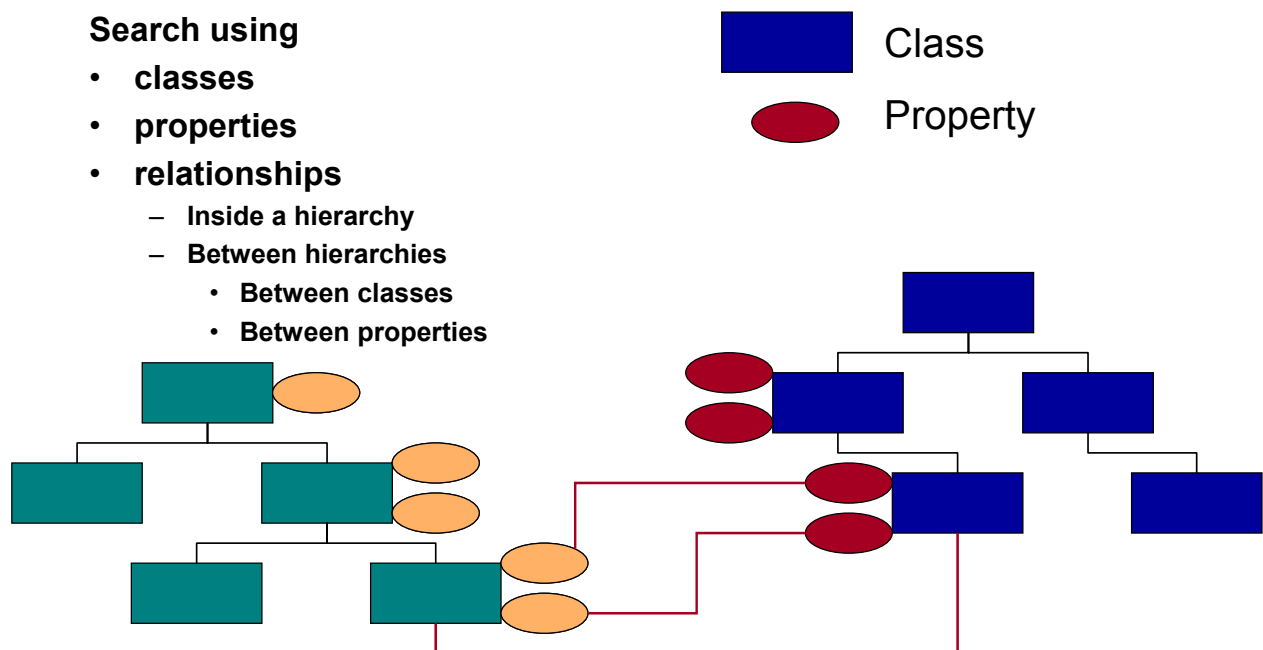 Search using
• classes
• properties
• relationships
– Inside a hierarchy
– Between hierarchies
• Between classes
• Between properties
Class
Property